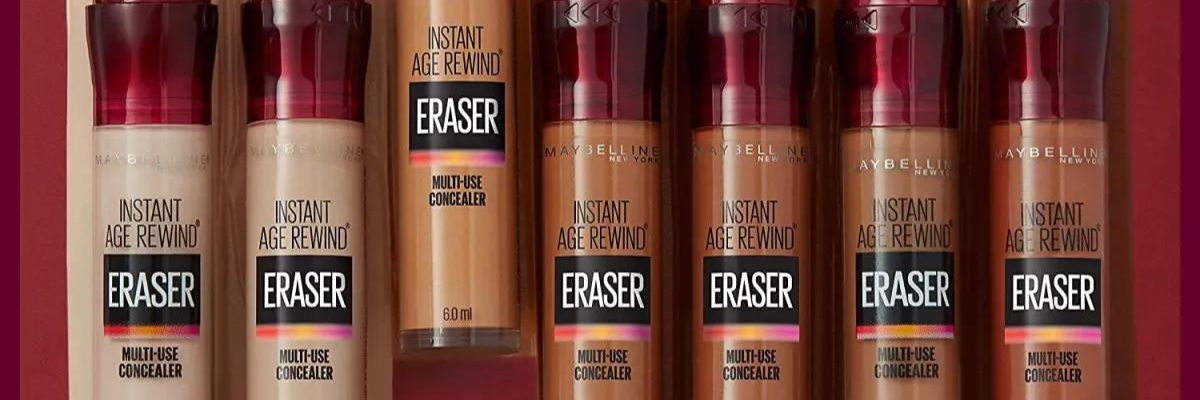 MAYBELLINE
INSTANT
AGE REWIND®
ERASER
MULTI-USE
CONCEALER
MAYBELLINE
INSTANT
AGE REWIND®
ERASER
MULTI-USE
CONCEALER
INSTANT
AGE REWIND®
ERASER
MULTI-USE
CONCEALER
6.0 ml
MAYBELLINE
NEW YORK
INSTANT
AGE REWIND®
ERASER
MULTI-USE
CONCEALER
MAYBELLINE
NEW YORK
INSTANT
AGE REWIND®
ERASER
MULTI-USE
CONCEALER
MAYBELLINE
NEW YORK
INSTANT
AGE REWIND®
ERASER
MULTI-USE
CONCEALER
MAYBELLINE
NEW YORK
INSTANT
AGE REWIND®
ERASER
MULTI-USE
CONCEALER